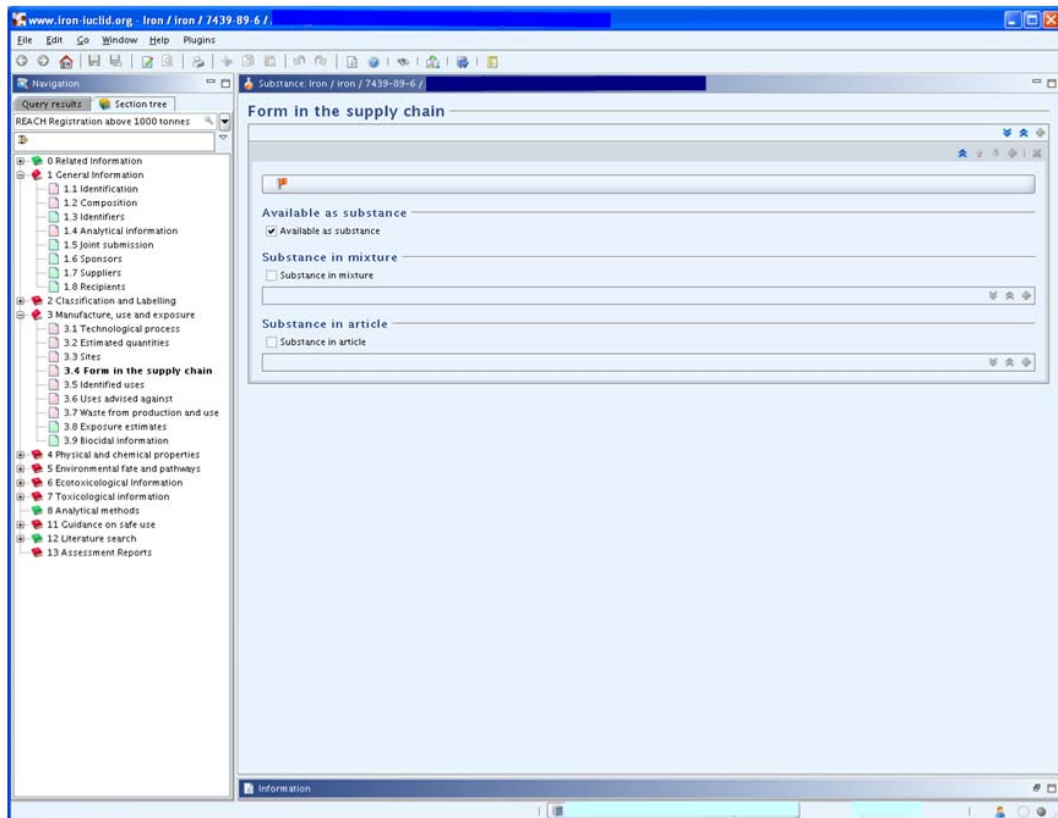 www.iron-iuclid.org - Iron / iron / 7439-89-6 /
File Edit Go Window Help Plugins
Navigation
Substance: Iron / iron / 7439-89-6 /
Query results Section tree
REACH Registration above 1000 tonnes
0 Related Information
1 General Information
1.1 Identification
1.2 Composition
1.3 Identifiers
1.4 Analytical information
1.5 Joint submission
1.6 Sponsors
1.7 Suppliers
1.8 Recipients
2 Classification and Labelling
3 Manufacture, use and exposure
3.1 Technological process
3.2 Estimated quantities
3.3 Sites
3.4 Form in the supply chain
3.5 Identified uses
3.6 Uses advised against
3.7 Waste from production and use
3.8 Exposure estimates
3.9 Biocidal information
4 Physical and chemical properties
5 Environmental fate and pathways
6 Ecotoxicological Information
7 Toxicological information
8 Analytical methods
11 Guidance on safe use
12 Literature search
13 Assessment Reports
Form in the supply chain
Available as substance
Available as substance
Substance in mixture
Substance in mixture
Substance in article
Substance in article
Information